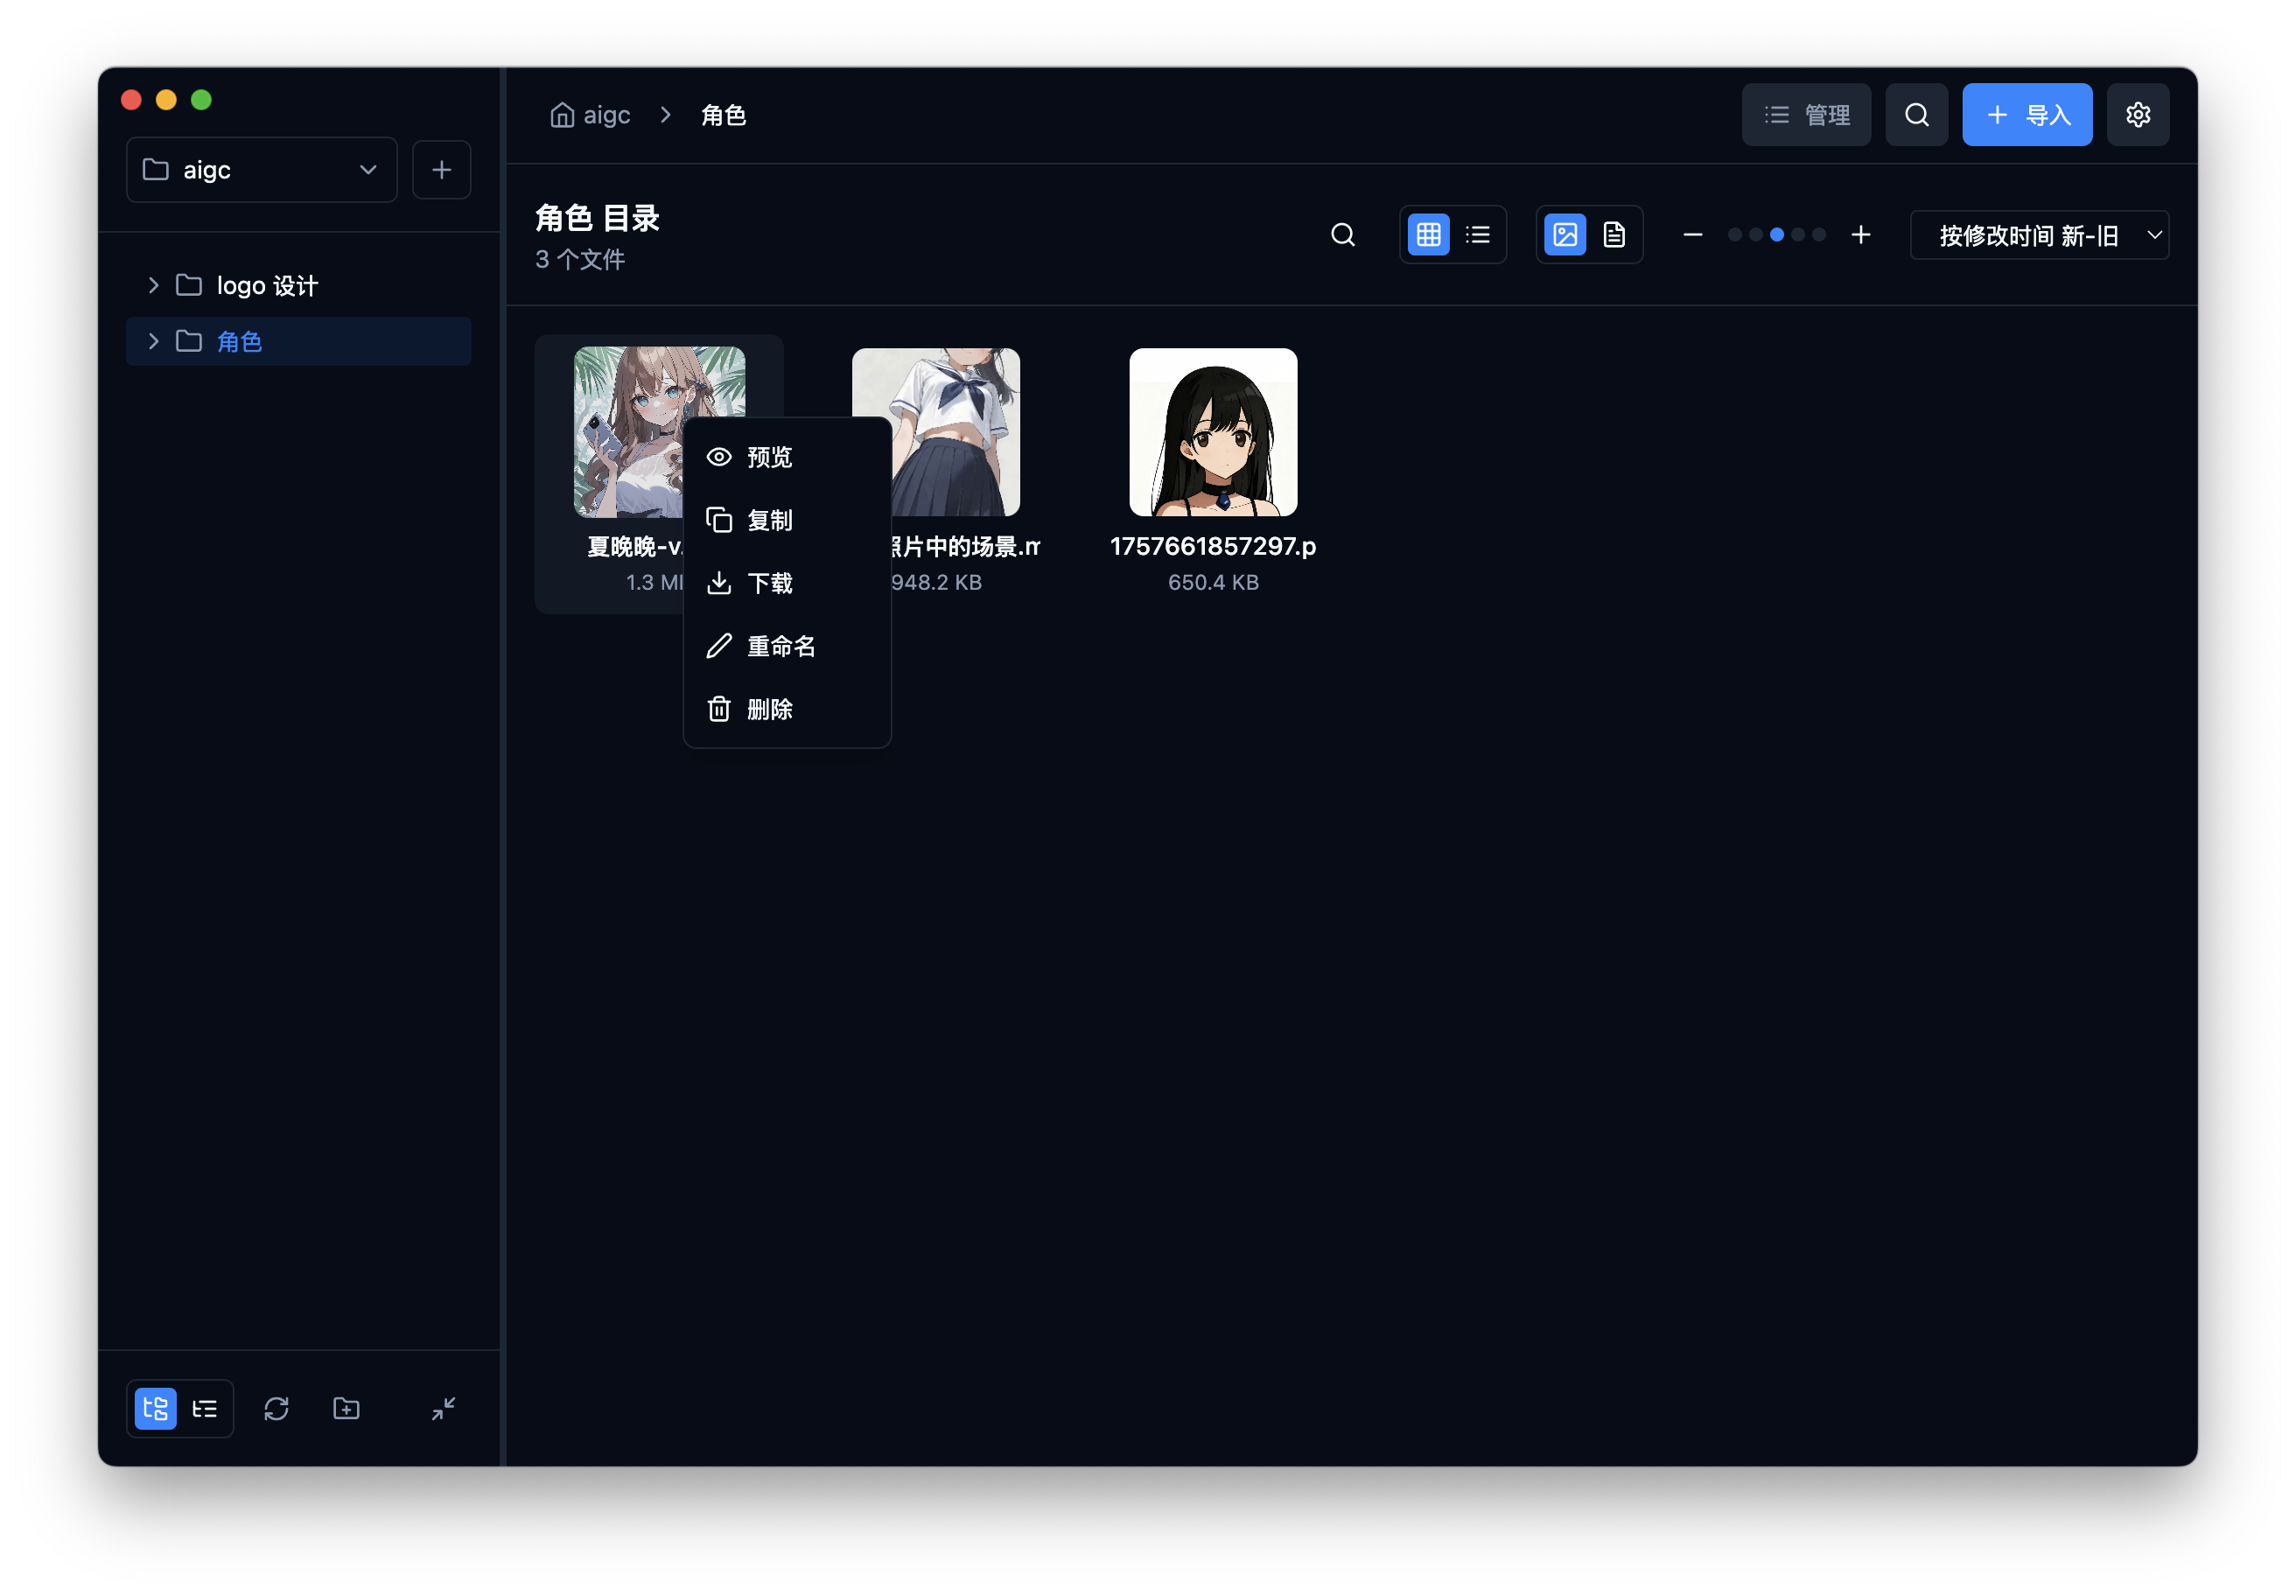 aigc
logo 设计
角色
aigc
角色
管理
导入
角色 目录
3 个文件
按修改时间 新-旧
夏晚晚-v.
照片中的场景.m
1757661857297.p
1.3 M
948.2 KB
650.4 KB
预览
复制
下载
重命名
删除